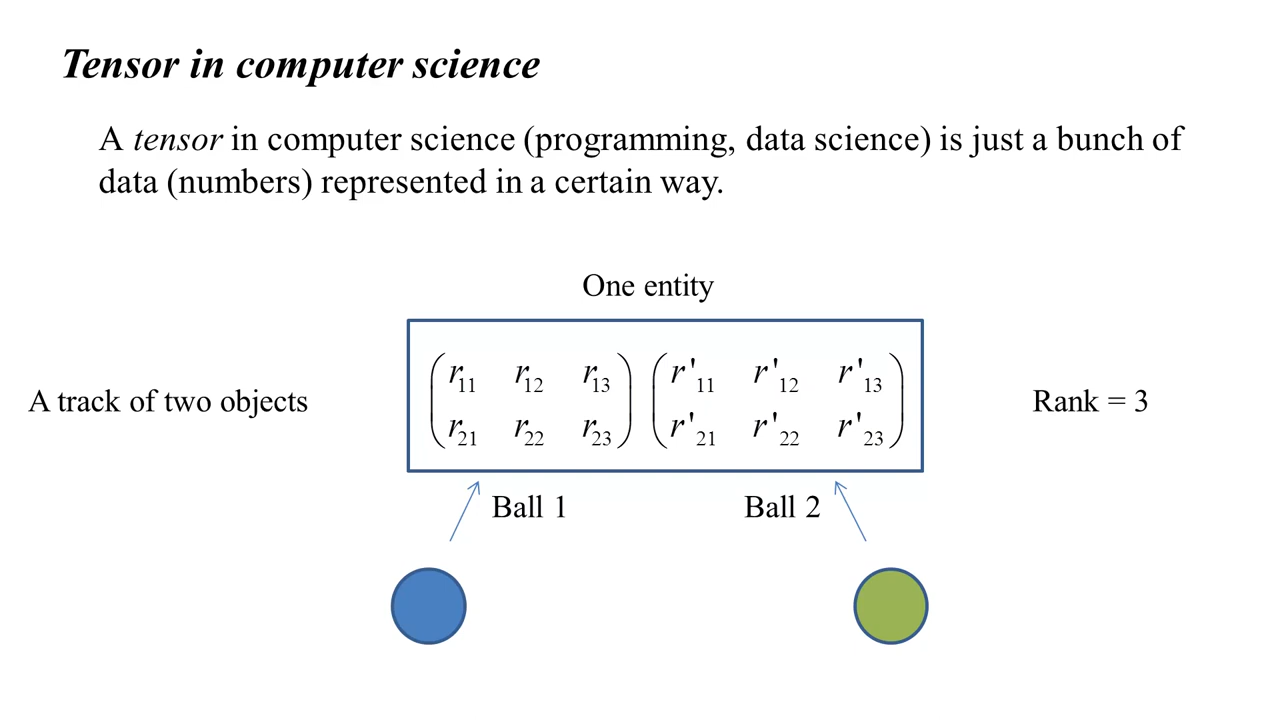 Tensor in computer science
A tensor in computer science (programming, data science) is just a bunch of
data (numbers) represented in a certain way.
One entity
r11 r12 r13 r'11 r'12 r'13
A track of two objects
Rank = 3
r21 r22 r23 r'21 r'22 r'23
Ball 1
Ball 2